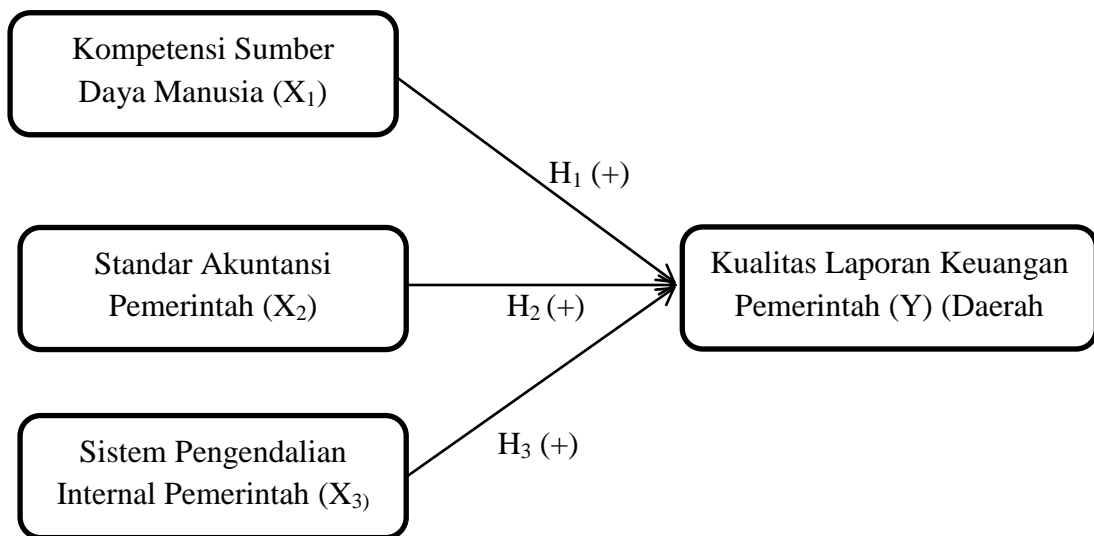 Kompetensi Sumber
Daya Manusia (X₁)
H₁ (+)
Standar Akuntansi
Pemerintah (X₂)
H₂ (+)
Kualitas Laporan Keuangan
Pemerintah (Y) (Daerah
Sistem Pengendalian
Internal Pemerintah (X₃₎
H₃ (+)